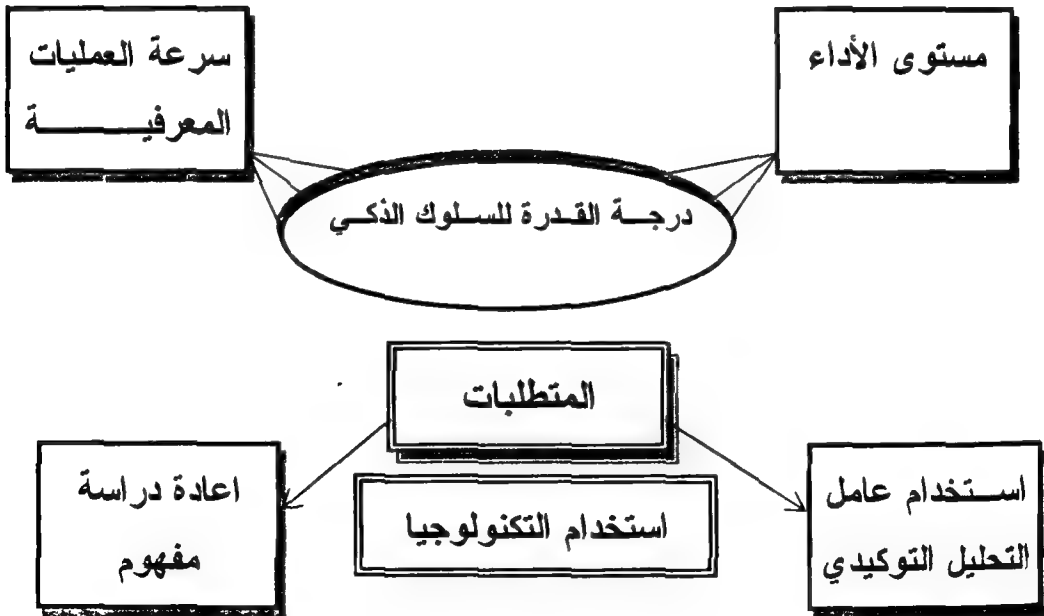 مستوى الأداء
سرعة العمليات
المعرفية
درجة القدرة للسلوك الذكي
المتطلبات
استخدام عامل
التحليل التوكيدي
استخدام التكنولوجيا
اعادة دراسة
مفهوم